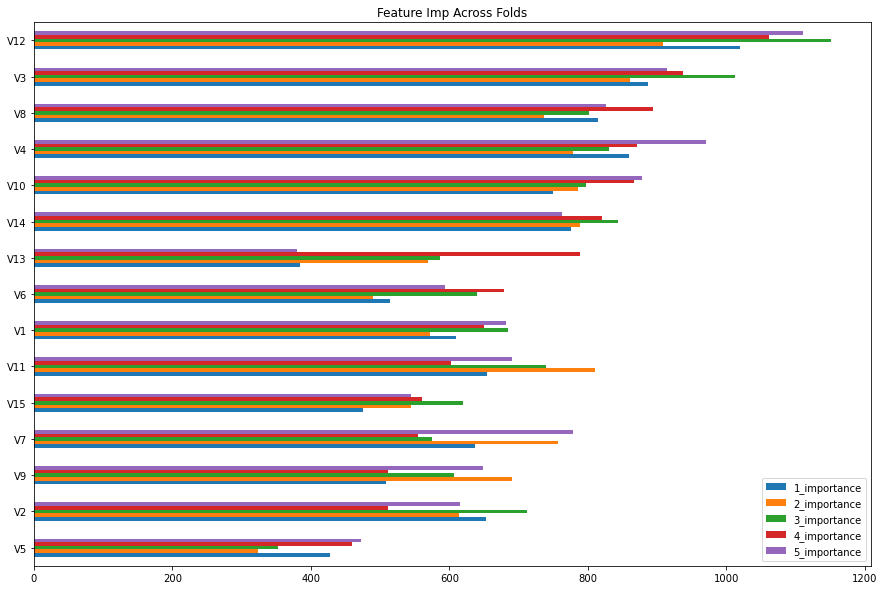 Feature Imp Across Folds
V12
V3
V8
V4
V10
V14
V13
V6
V1
V11
V15
V7
V9
V2
V5
1_importance
2_importance
3_importance
4_importance
5_importance
0 200 400 600 800 1000 1200